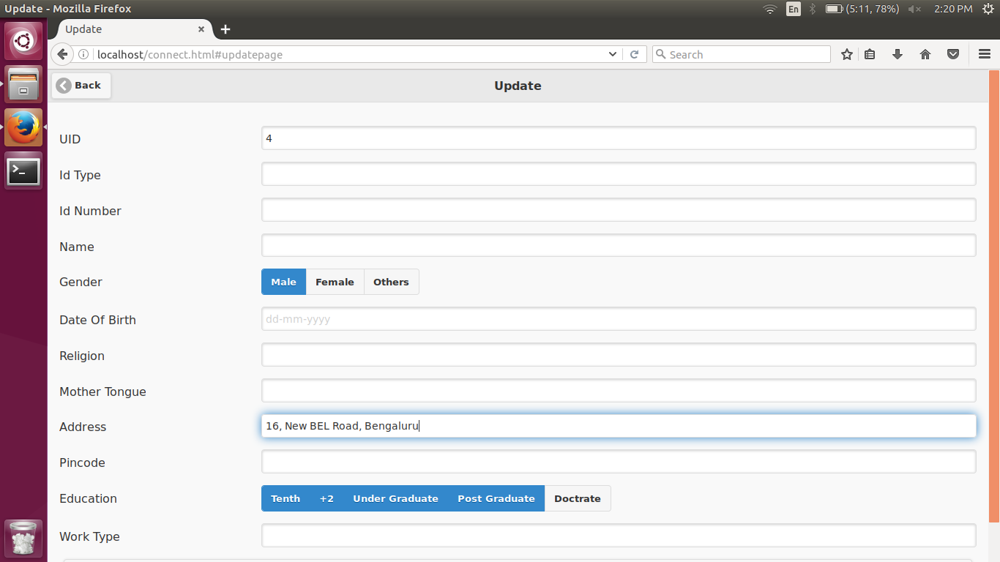 Update - Mozilla Firefox
En
(5:11, 78%)
2:20 PM
Update
localhost/connect.html#updatepage
Search
Back
Update
UID
4
Id Type
Id Number
Name
Gender
Male
Female
Others
Date Of Birth
dd-mm-yyyy
Religion
Mother Tongue
Address
16, New BEL Road, Bengaluru
Pincode
Education
Tenth
+2
Under Graduate
Post Graduate
Doctrate
Work Type